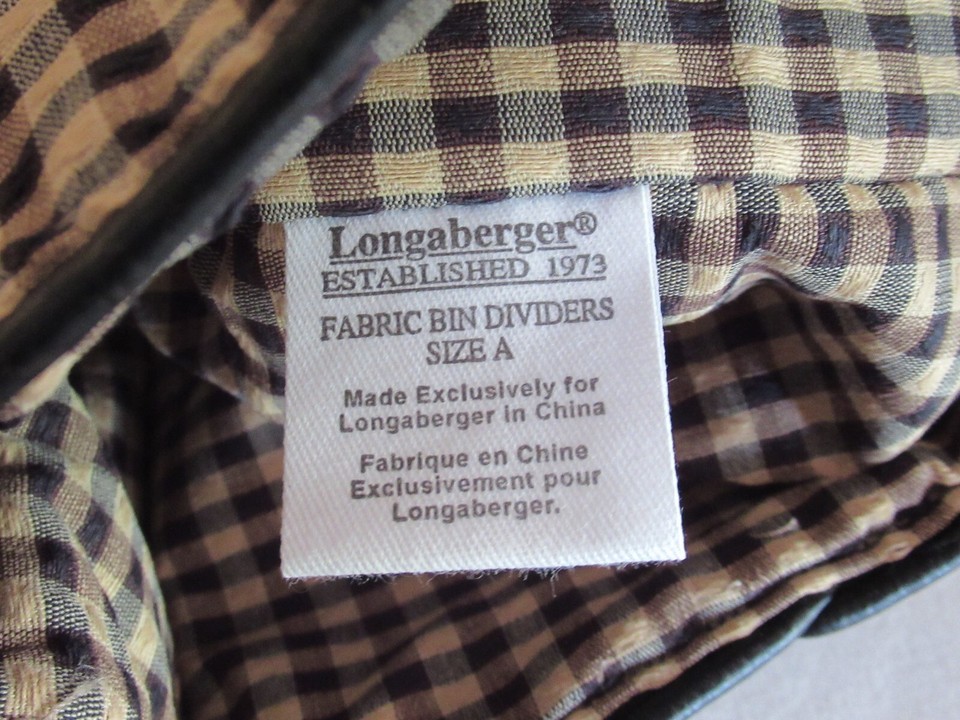 Longaberger®
ESTABLISHED 1973
FABRIC BIN DIVIDERS
SIZE A
Made Exclusively for
Longaberger in China
Fabrique en Chine
Exclusivement pour
Longaberger.